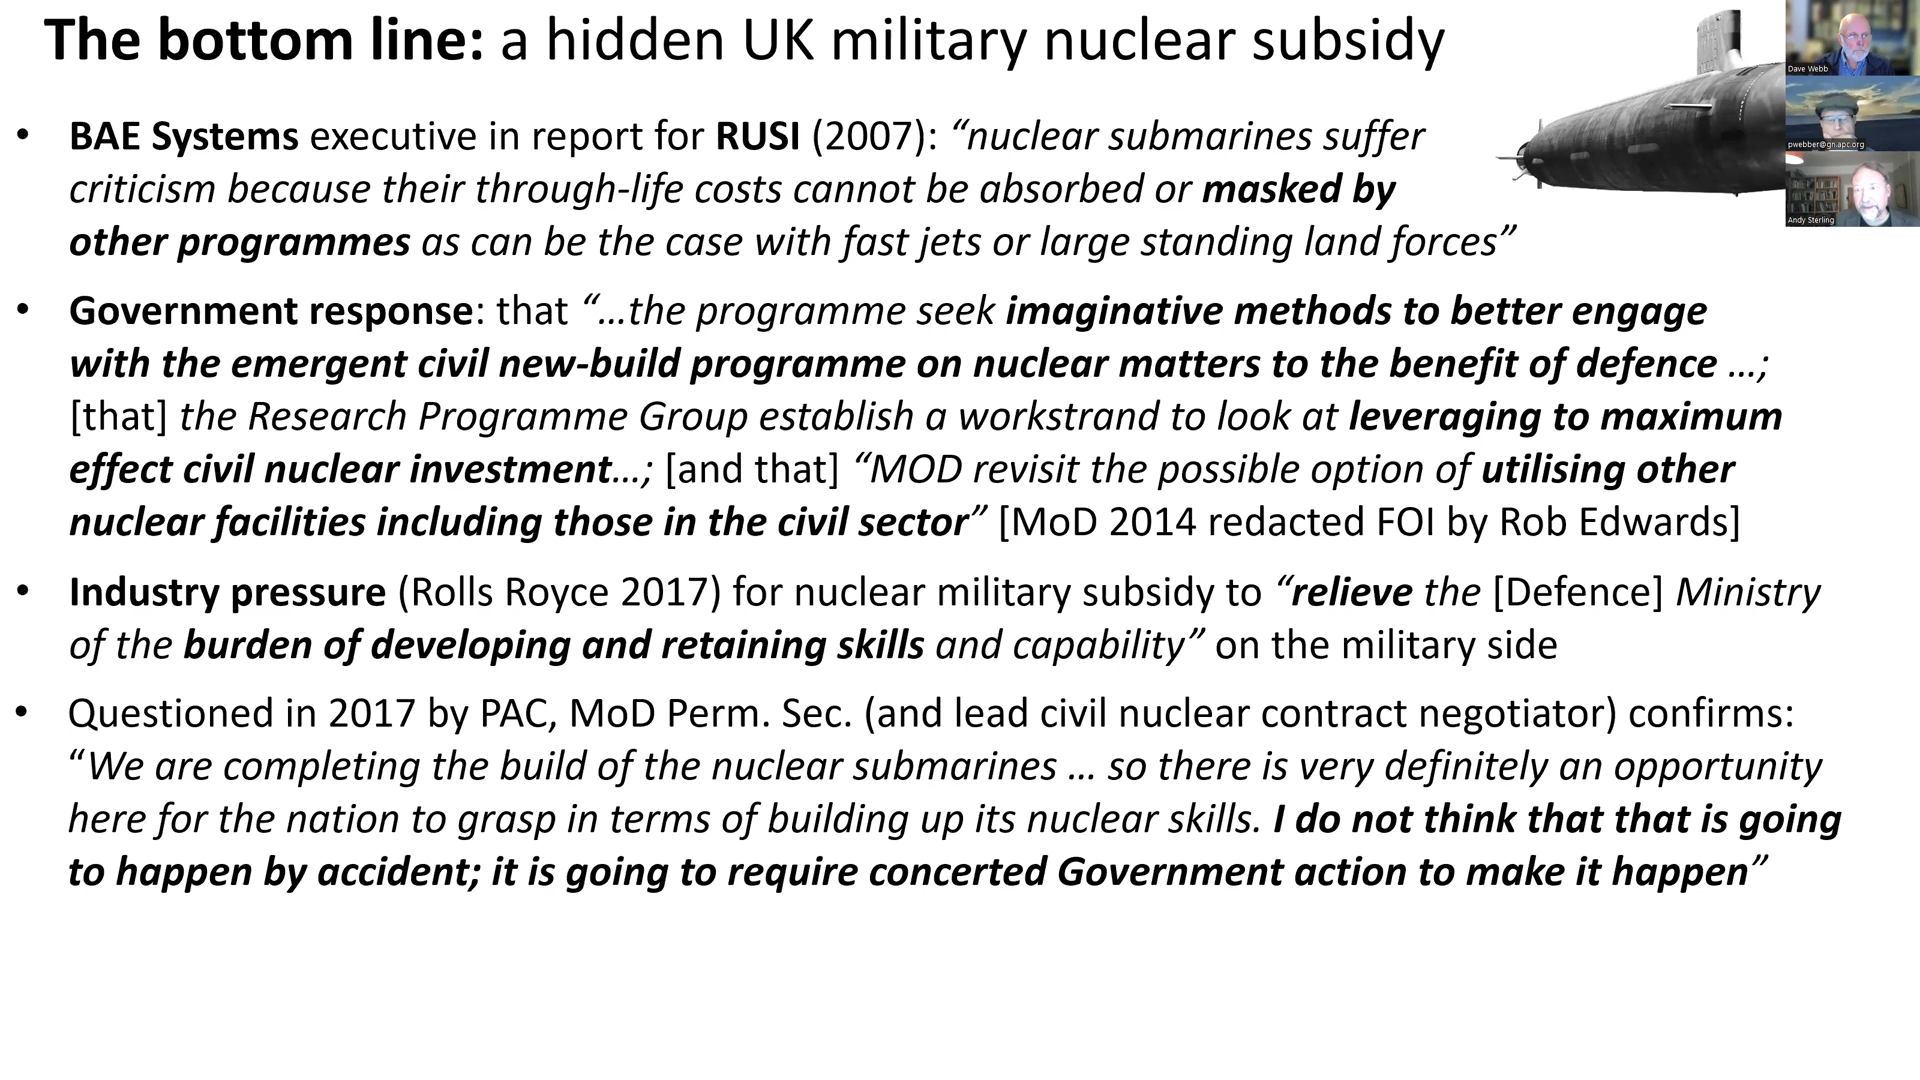 The bottom line: a hidden UK military nuclear subsidy
• BAE Systems executive in report for RUSI (2007): “nuclear submarines suffer
criticism because their through-life costs cannot be absorbed or masked by
other programmes as can be the case with fast jets or large standing land forces”
• Government response: that “…the programme seek imaginative methods to better engage
with the emergent civil new-build programme on nuclear matters to the benefit of defence …;
[that] the Research Programme Group establish a workstrand to look at leveraging to maximum
effect civil nuclear investment…; [and that] “MOD revisit the possible option of utilising other
nuclear facilities including those in the civil sector” [MoD 2014 redacted FOI by Rob Edwards]
• Industry pressure (Rolls Royce 2017) for nuclear military subsidy to “relieve the [Defence] Ministry
of the burden of developing and retaining skills and capability” on the military side
• Questioned in 2017 by PAC, MoD Perm. Sec. (and lead civil nuclear contract negotiator) confirms:
“We are completing the build of the nuclear submarines … so there is very definitely an opportunity
here for the nation to grasp in terms of building up its nuclear skills. I do not think that that is going
to happen by accident; it is going to require concerted Government action to make it happen”
Dave Webb
pwebber@gn.apc.org
Andy Sterling